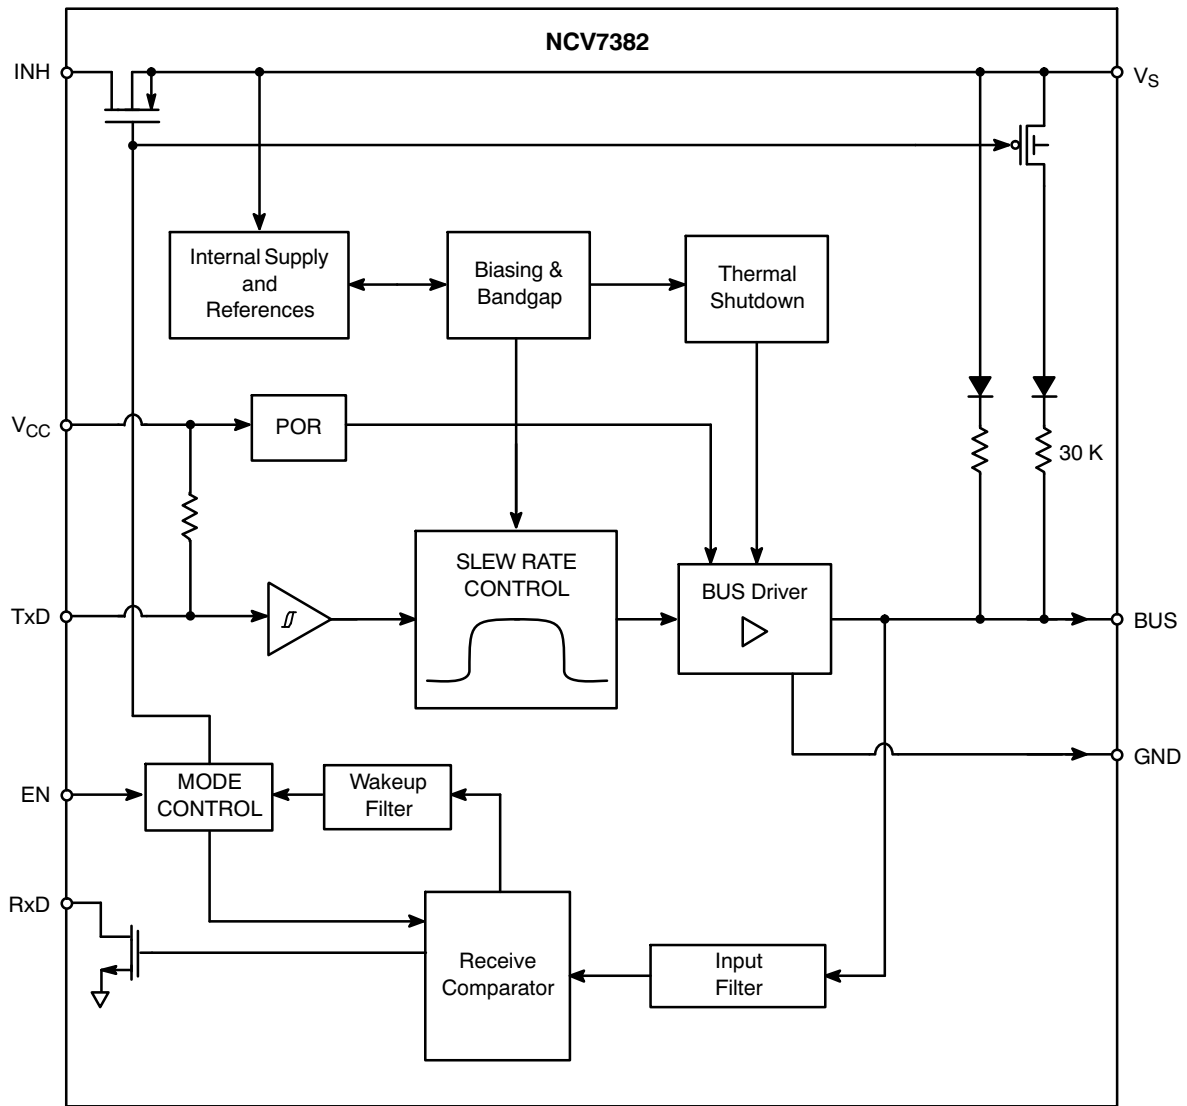 NCV7382
INH
VS
Internal Supply
and
References
Biasing &
Bandgap
Thermal
Shutdown
VCC
POR
30 K
SLEW RATE
CONTROL
TxD
BUS Driver
BUS
GND
EN
MODE
CONTROL
Wakeup
Filter
RxD
Receive
Comparator
Input
Filter